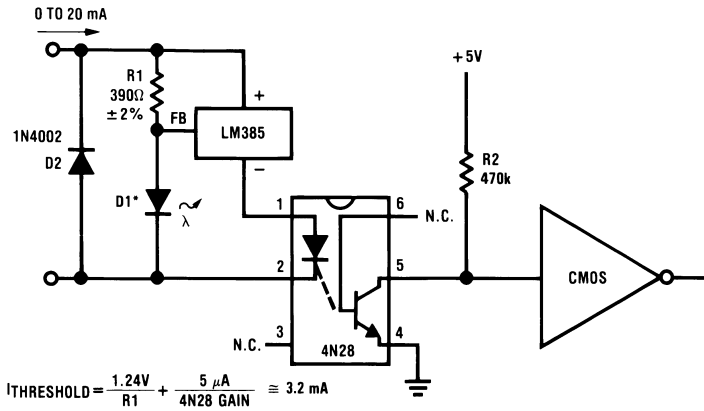 0 TO 20 mA
+5V
R1
390Ω
±2%
FB
+
LM385
−
1N4002
D2
D1*
λ
R2
470k
1
6
N.C.
2
5
CMOS
3
N.C.
4
4N28
ITHRESHOLD = 1.24V / R1 + 5 μA / 4N28 GAIN ≅ 3.2 mA